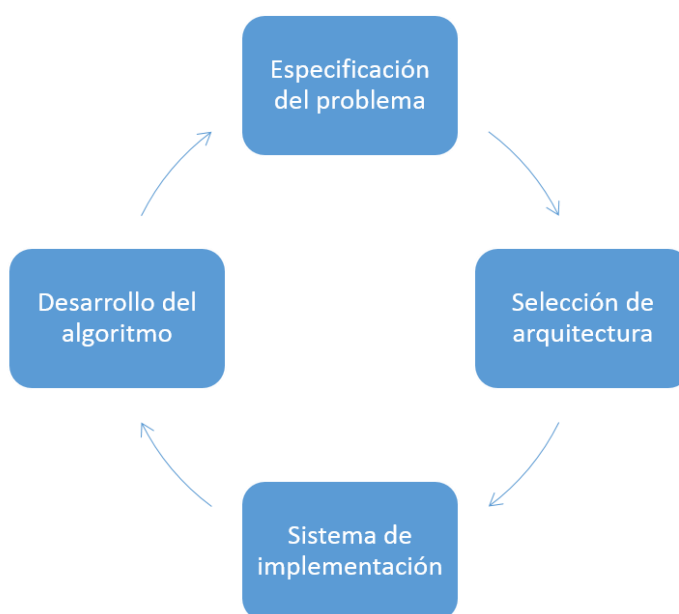 Especificación
del problema
Selección de
arquitectura
Sistema de
implementación
Desarrollo del
algoritmo